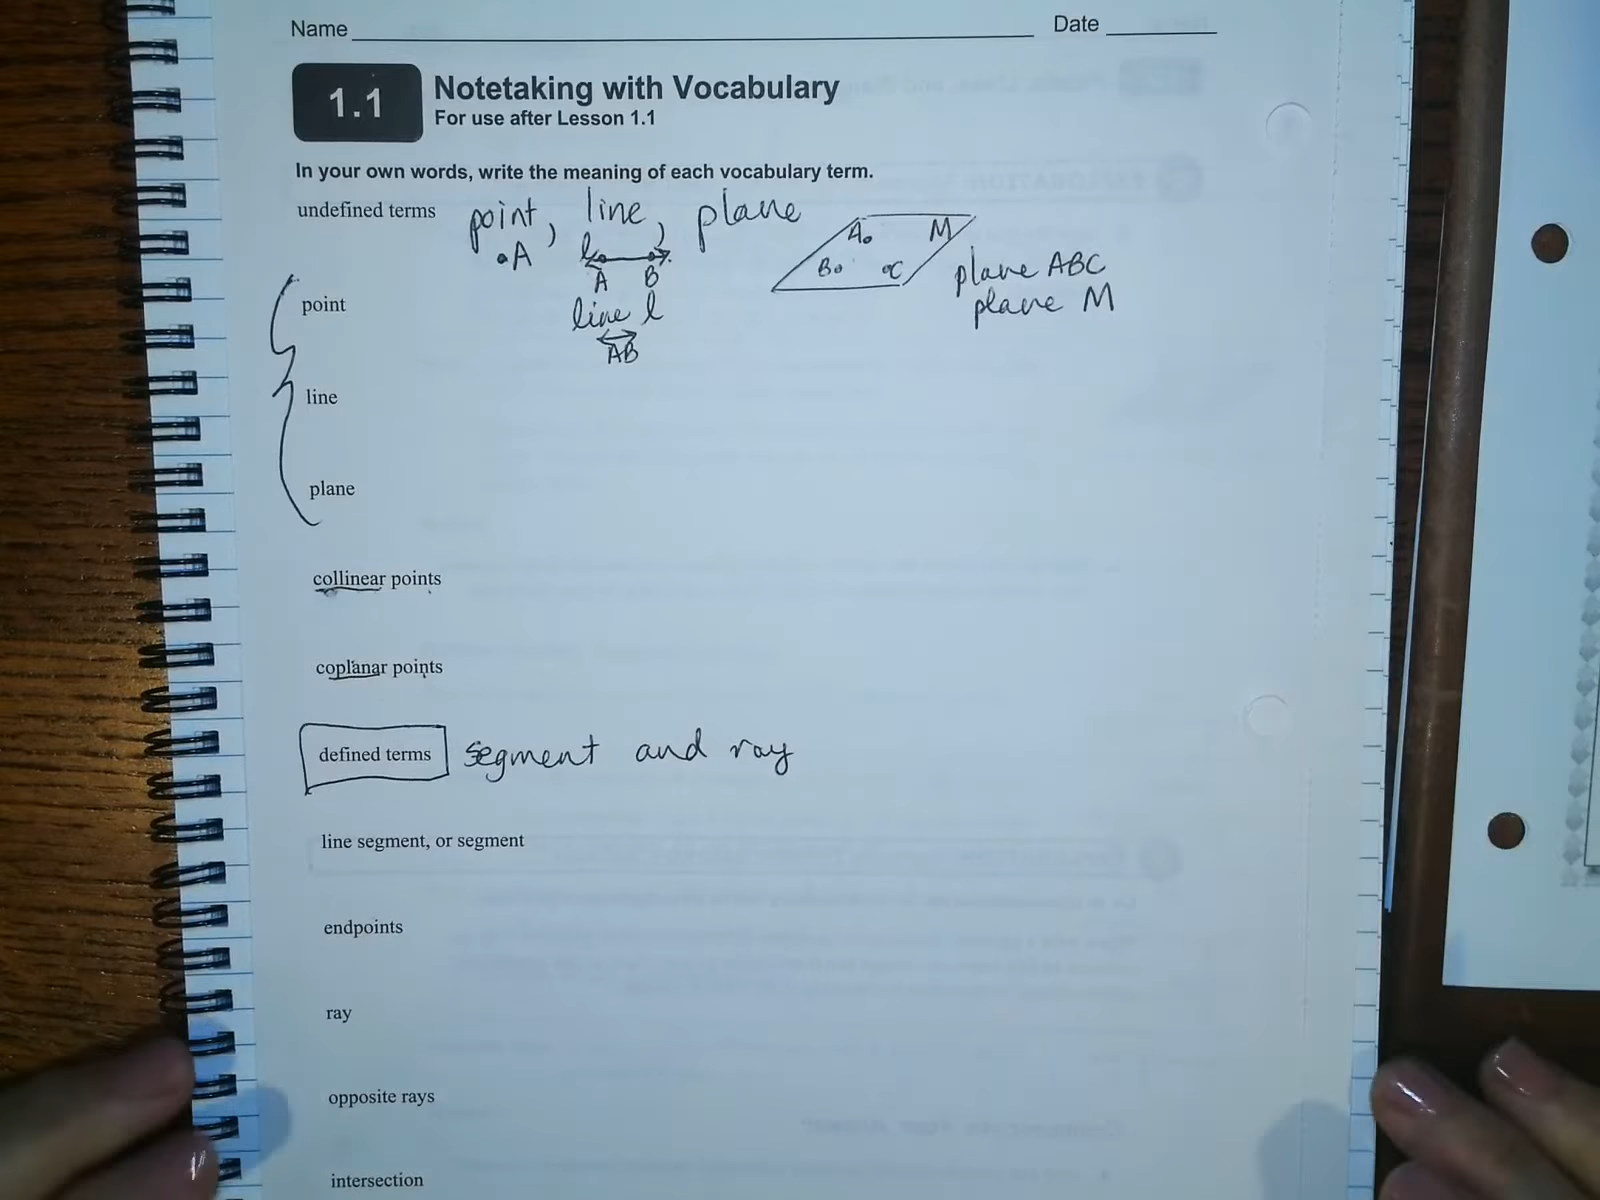 Name Date
1.1 Notetaking with Vocabulary
For use after Lesson 1.1
In your own words, write the meaning of each vocabulary term.
undefined terms point, line, plane
A
l
A B
line l
AB
A M
B C
plane ABC
plane M
point
line
plane
collinear points
coplanar points
defined terms segment and ray
line segment, or segment
endpoints
ray
opposite rays
intersection